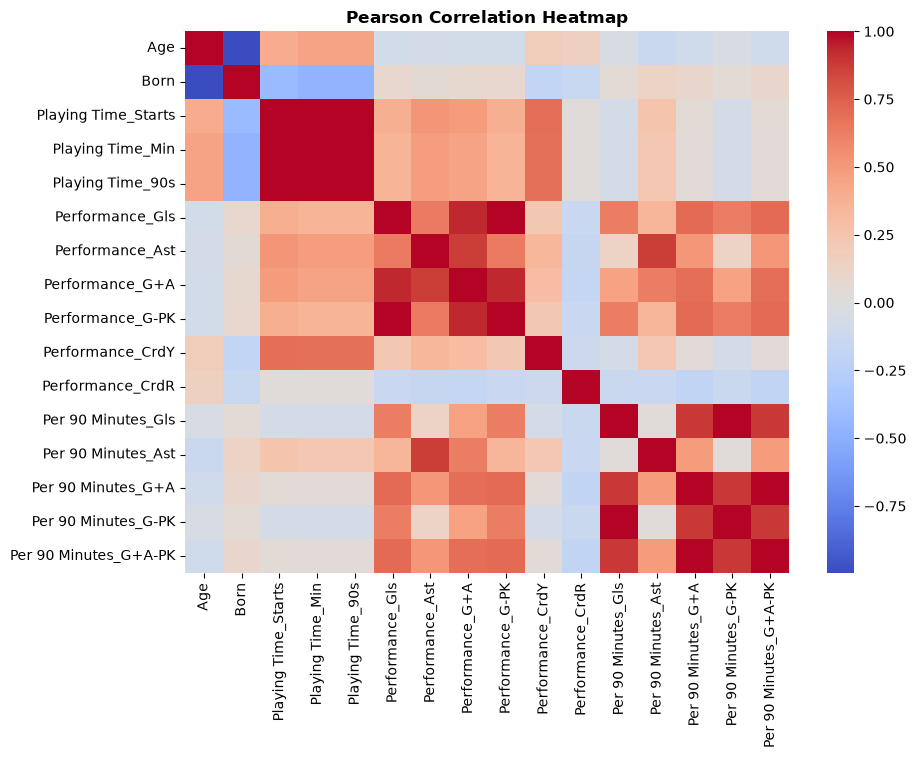 Pearson Correlation Heatmap
Age
Born
Playing Time_Starts
Playing Time_Min
Playing Time_90s
Performance_Gls
Performance_Ast
Performance_G+A
Performance_G-PK
Performance_CrdY
Performance_CrdR
Per 90 Minutes_Gls
Per 90 Minutes_Ast
Per 90 Minutes_G+A
Per 90 Minutes_G-PK
Per 90 Minutes_G+A-PK
Age
Born
Playing Time_Starts
Playing Time_Min
Playing Time_90s
Performance_Gls
Performance_Ast
Performance_G+A
Performance_G-PK
Performance_CrdY
Performance_CrdR
Per 90 Minutes_Gls
Per 90 Minutes_Ast
Per 90 Minutes_G+A
Per 90 Minutes_G-PK
Per 90 Minutes_G+A-PK
1.00
0.75
0.50
0.25
0.00
−0.25
−0.50
−0.75